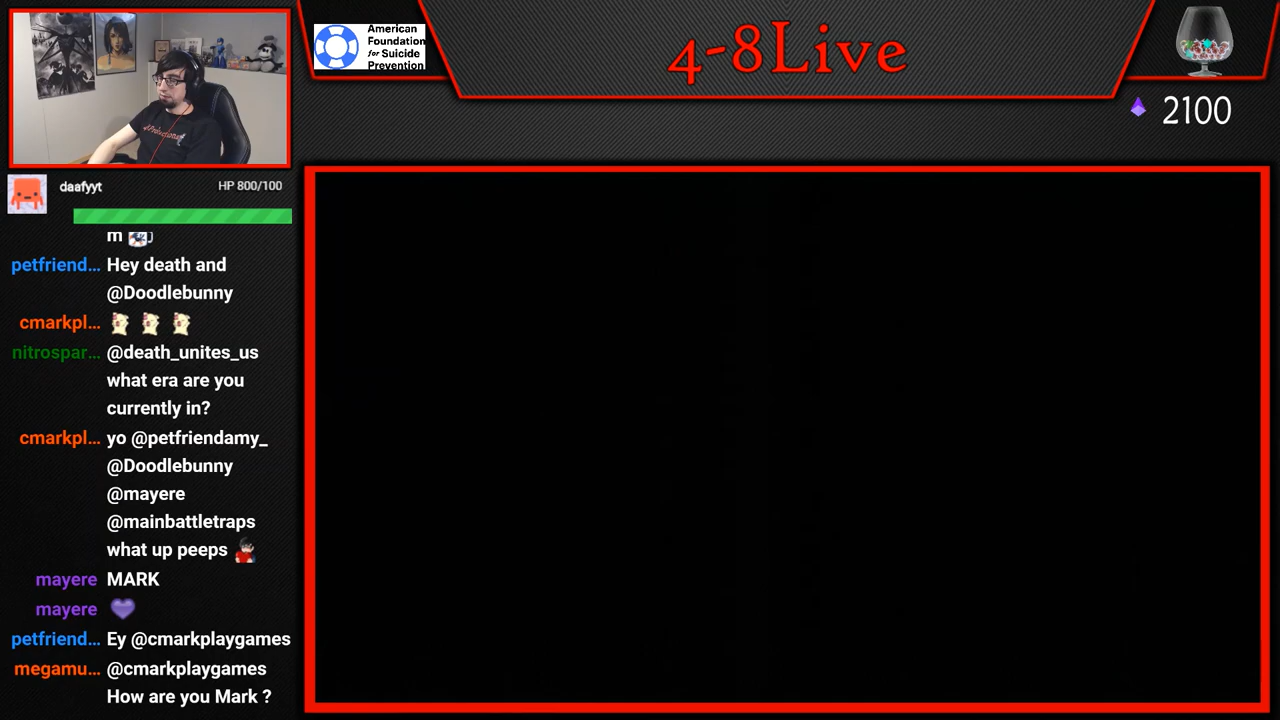 American
Foundation
for Suicide
Prevention
4-8Live
2100
daafyyt
HP 800/100
m
petfriend... Hey death and
@Doodlebunny
cmarkpl...
nitrospar... @death_unites_us
what era are you
currently in?
cmarkpl... yo @petfriendamy_
@Doodlebunny
@mayere
@mainbattletraps
what up peeps
mayere MARK
mayere
petfriend... Ey @cmarkplaygames
megamu... @cmarkplaygames
How are you Mark ?